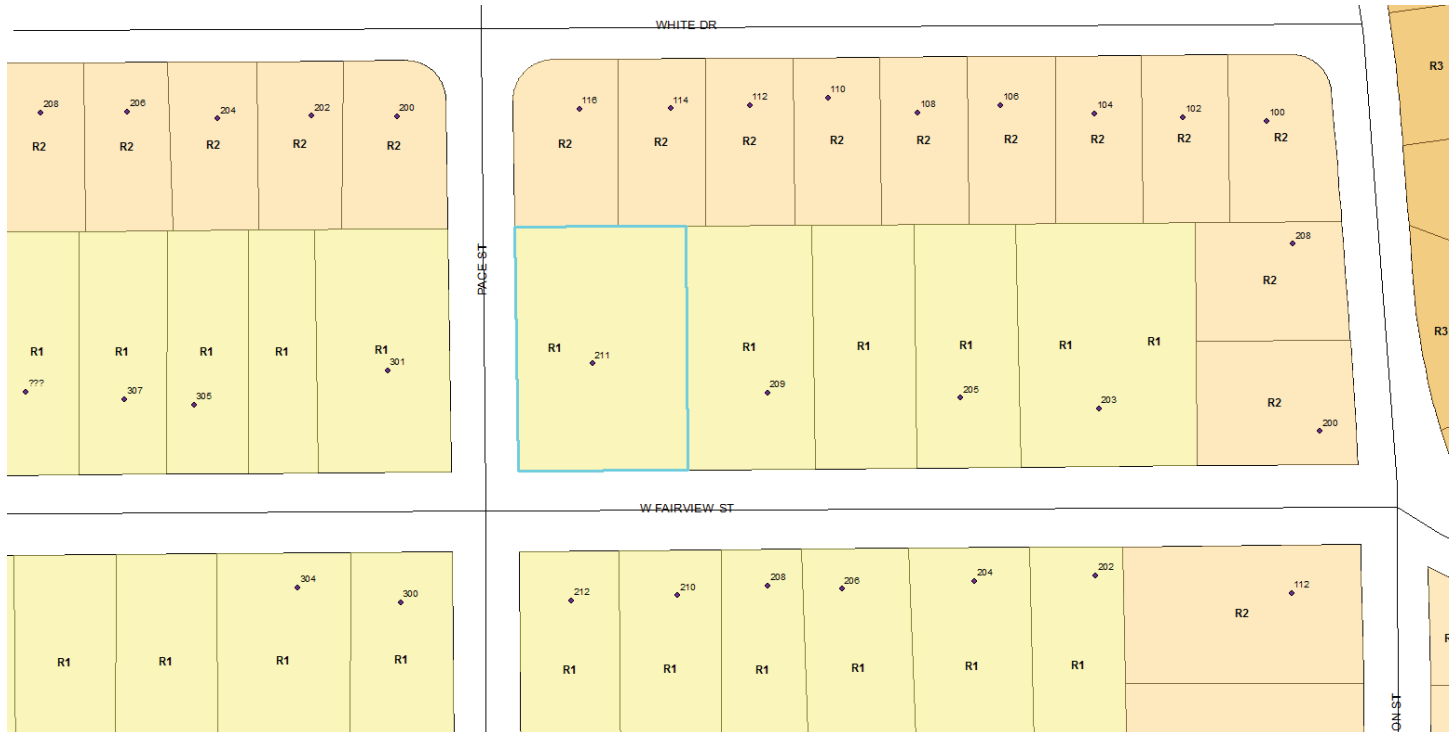 WHITE DR
R3
208
206
204
202
200
116
114
112
110
108
106
104
102
100
R2
R2
R2
R2
R2
R2
R2
R2
R2
R2
R2
R2
R2
R2
PACE ST
208
R2
R3
R1
R1
R1
R1
R1
R1
R1
R1
R1
R1
R1
???
307
305
301
211
209
205
203
R2
200
W FAIRVIEW ST
304
300
212
210
208
206
204
202
112
R2
R1
R1
R1
R1
R1
R1
R1
R1
R1
R1
R
ON ST